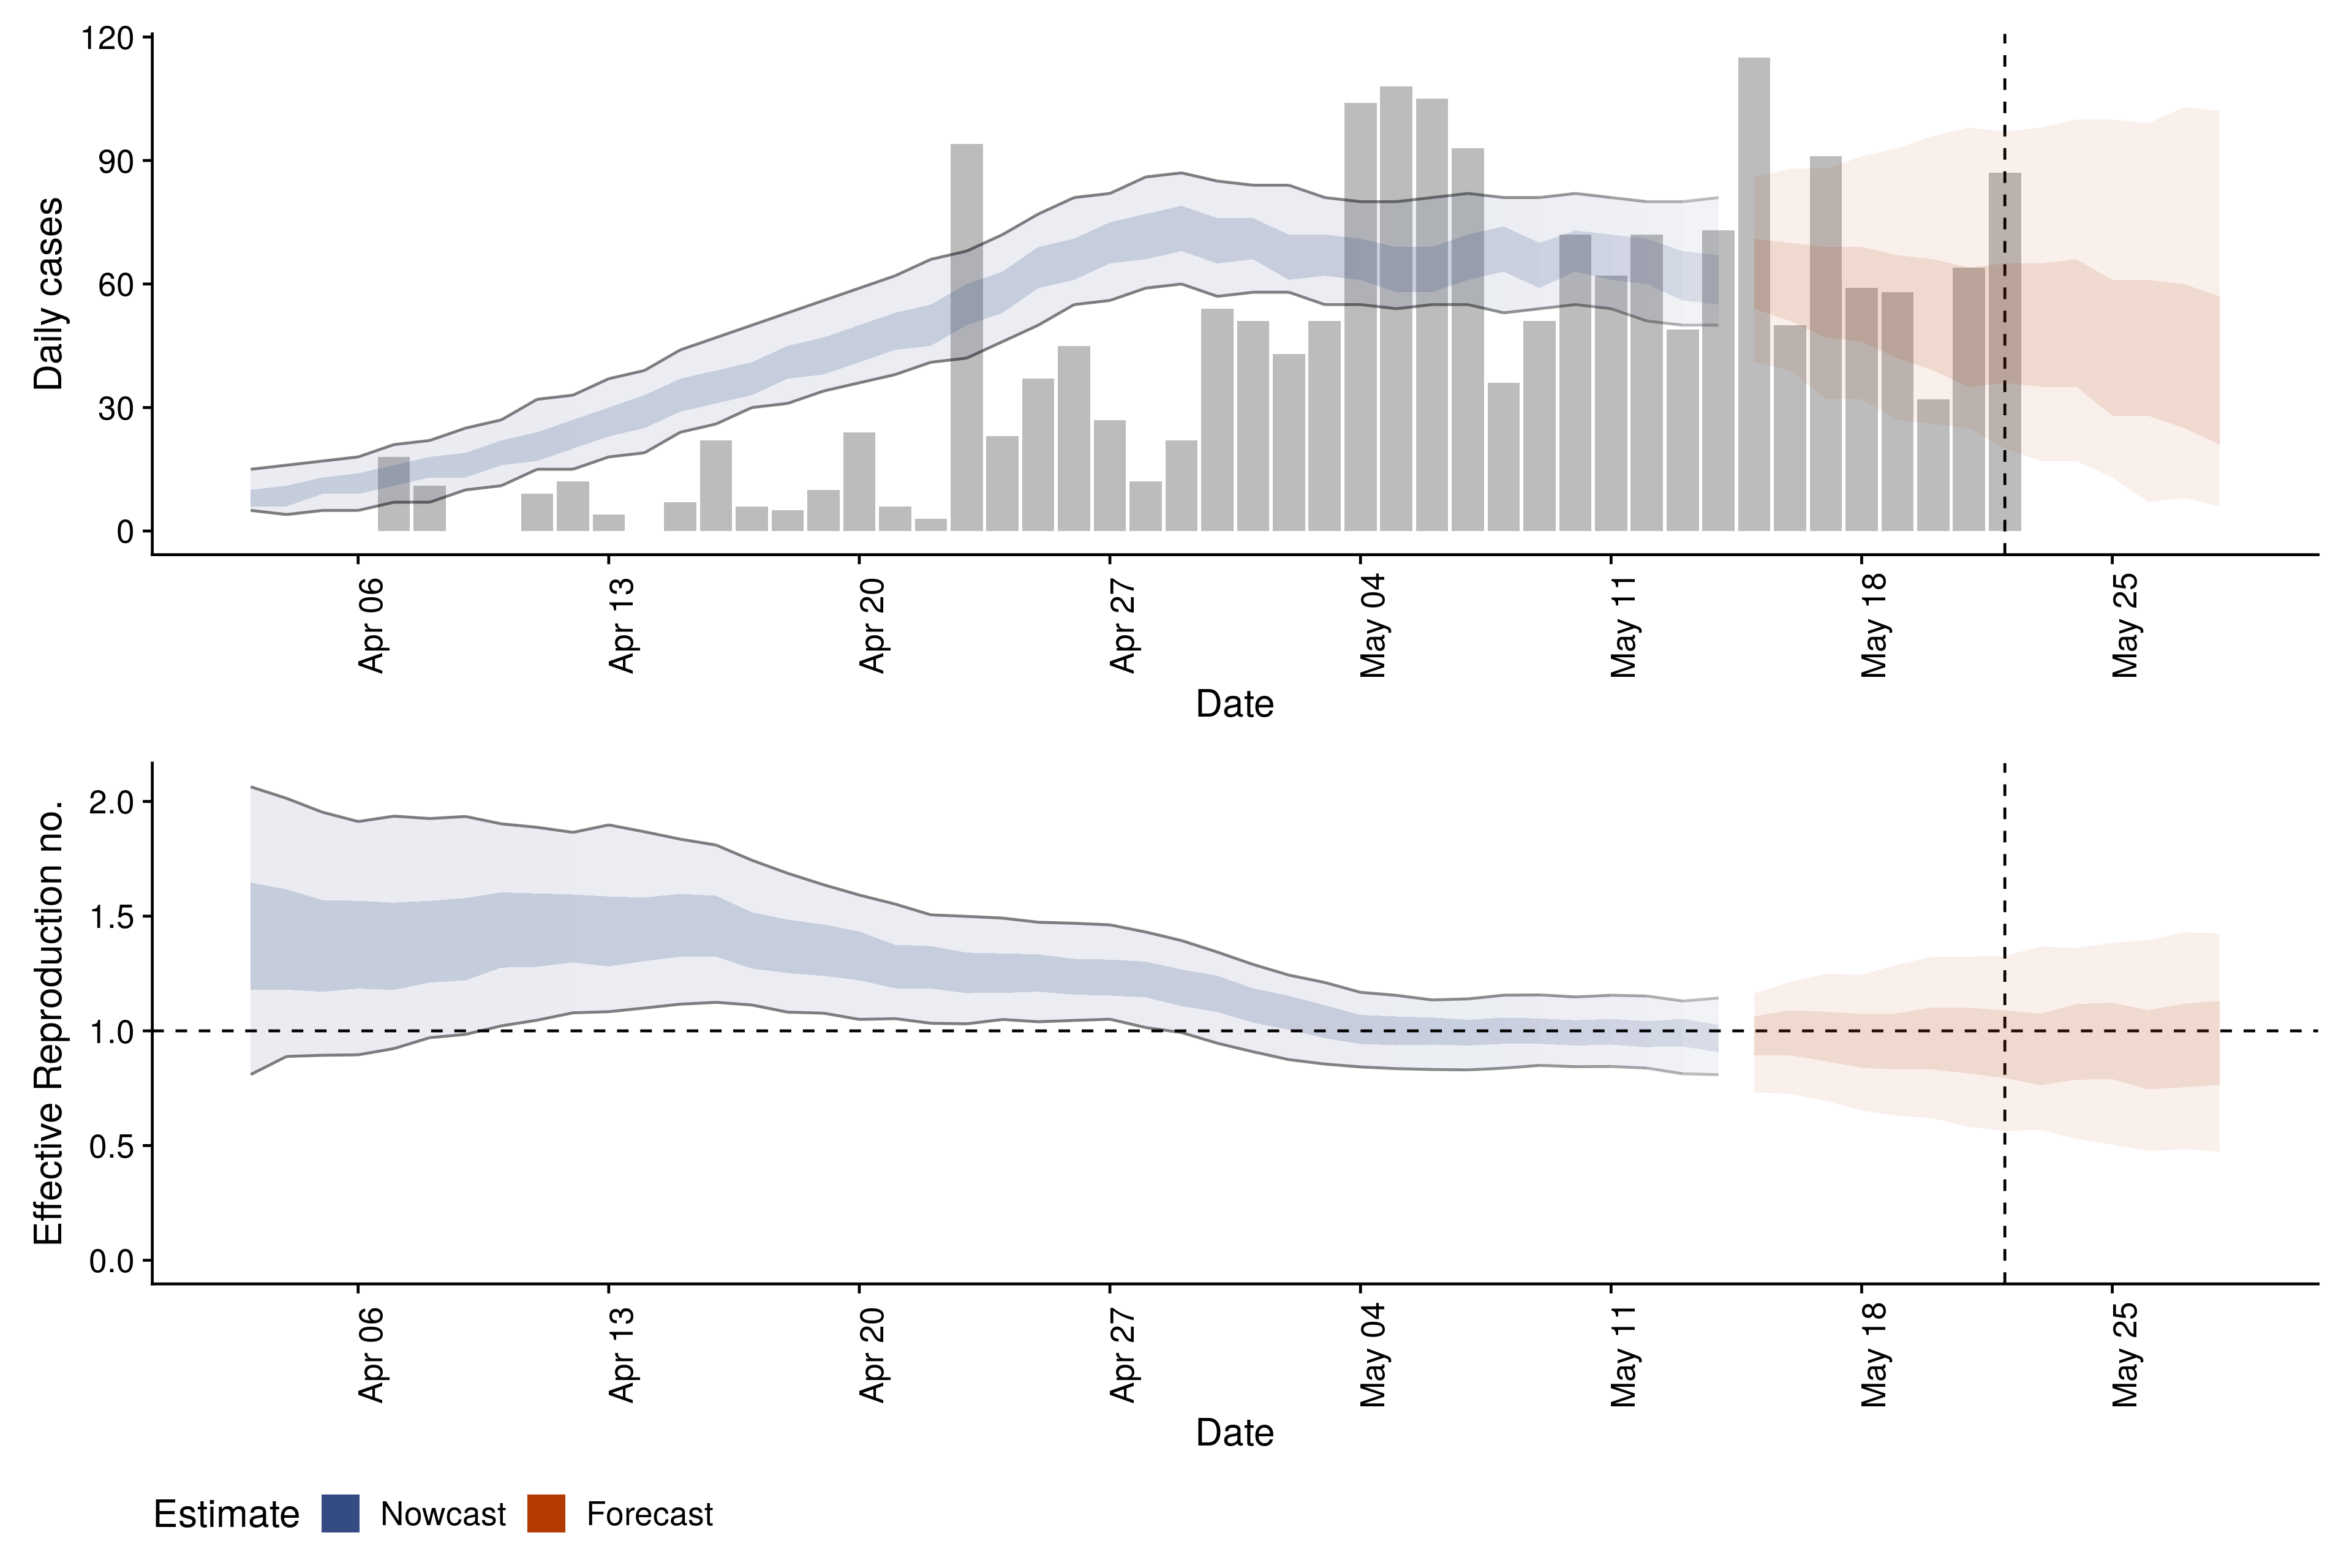 Daily cases
120
90
60
30
0
Apr 06
Apr 13
Apr 20
Apr 27
May 04
May 11
May 18
May 25
Date
Effective Reproduction no.
2.0
1.5
1.0
0.5
0.0
Apr 06
Apr 13
Apr 20
Apr 27
May 04
May 11
May 18
May 25
Date
Estimate Nowcast Forecast